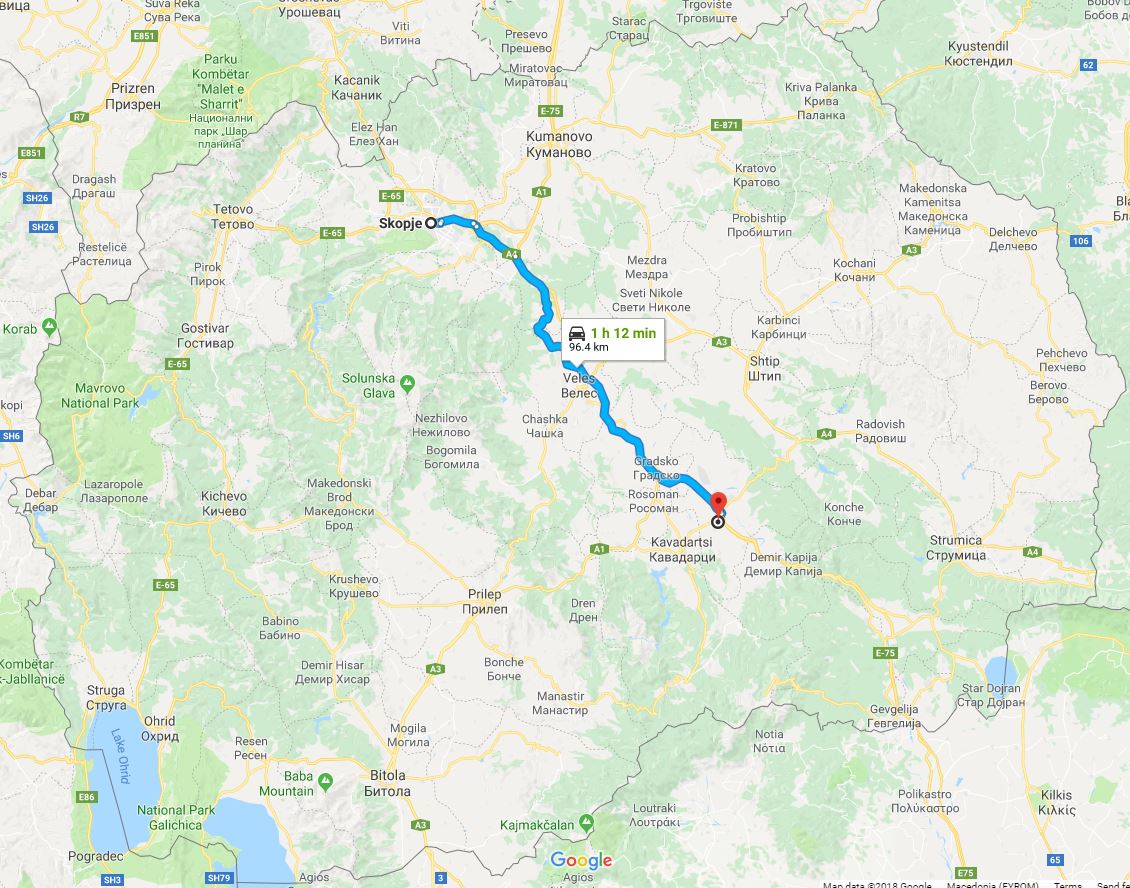 Suva Reka
Сува Река
Urošević
Урошевац
E851
Viti
Витина
Presevo
Прешево
Starac
Старац
Trgovište
Трговиште
Kyustendil
Кюстендил
62
Miratovac
Миратовац
Prizren
Призрен
Parku
Kombëtar
"Malet e
Sharrit"
Национални
парк „Шар
планина“
Kacanik
Качаник
R7
E-75
E-871
Kriva Palanka
Крива
Паланка
Elez Han
Елез Хан
Kumanovo
Куманово
E851
Dragash
Драгаш
SH26
SH26
Kratovo
Кратово
A1
E-65
Makedonska
Kamenitsa
Македонска
Каменица
Tetovo
Тетово
Skopje
E-65
Probishtip
Пробиштип
Delchevo
Делчево
106
Restelicë
Рестелица
A4
A3
Pirok
Пирок
Mezdra
Мездра
Kochani
Кочани
Sveti Nikole
Свети Николе
Korab
Gostivar
Гостивар
1 h 12 min
96.4 km
Karbinci
Карбинци
A3
Shtip
Штип
Pehchevo
Пехчево
E-65
Mavrovo
National Park
Solunska
Glava
Veles
Велес
Berovo
Берово
SH6
Nezhilovo
Нежилово
Chashka
Чашка
Radovish
Радовиш
A4
Bogomila
Богомила
Gradsko
Градско
Debar
Дебар
Lazaropole
Лазарополе
Kichevo
Кичево
Makedonski
Brod
Македонски
Брод
Rosoman
Росоман
Konche
Конче
Kavadartsi
Кавадарци
A1
Demir Kapija
Демир Капија
Strumica
Струмица
A4
E-65
Krushevo
Крушево
Prilep
Прилеп
Dren
Дрен
Babino
Бабино
Demir Hisar
Демир Хисар
A3
Bonche
Бонче
E-75
Kombëtar
-Jabllanicë
Struga
Струга
Manastir
Манастир
Star Dojran
Стар Дојран
Ohrid
Охрид
Gevgelija
Гевгелија
Lake Ohrid
Resen
Ресен
Mogila
Могила
Notia
Νότια
Baba
Mountain
Bitola
Битола
E86
National Park
Galichica
Polikastro
Πολύκαστρο
Kilkis
Κιλκίς
Loutraki
Λουτράκι
A3
Kajmakčalan
Pogradec
Google
65
SH3
SH79
Agios
3
Agios
E75
Map data ©2018 Google
Macedonia (FYROM)
Terms